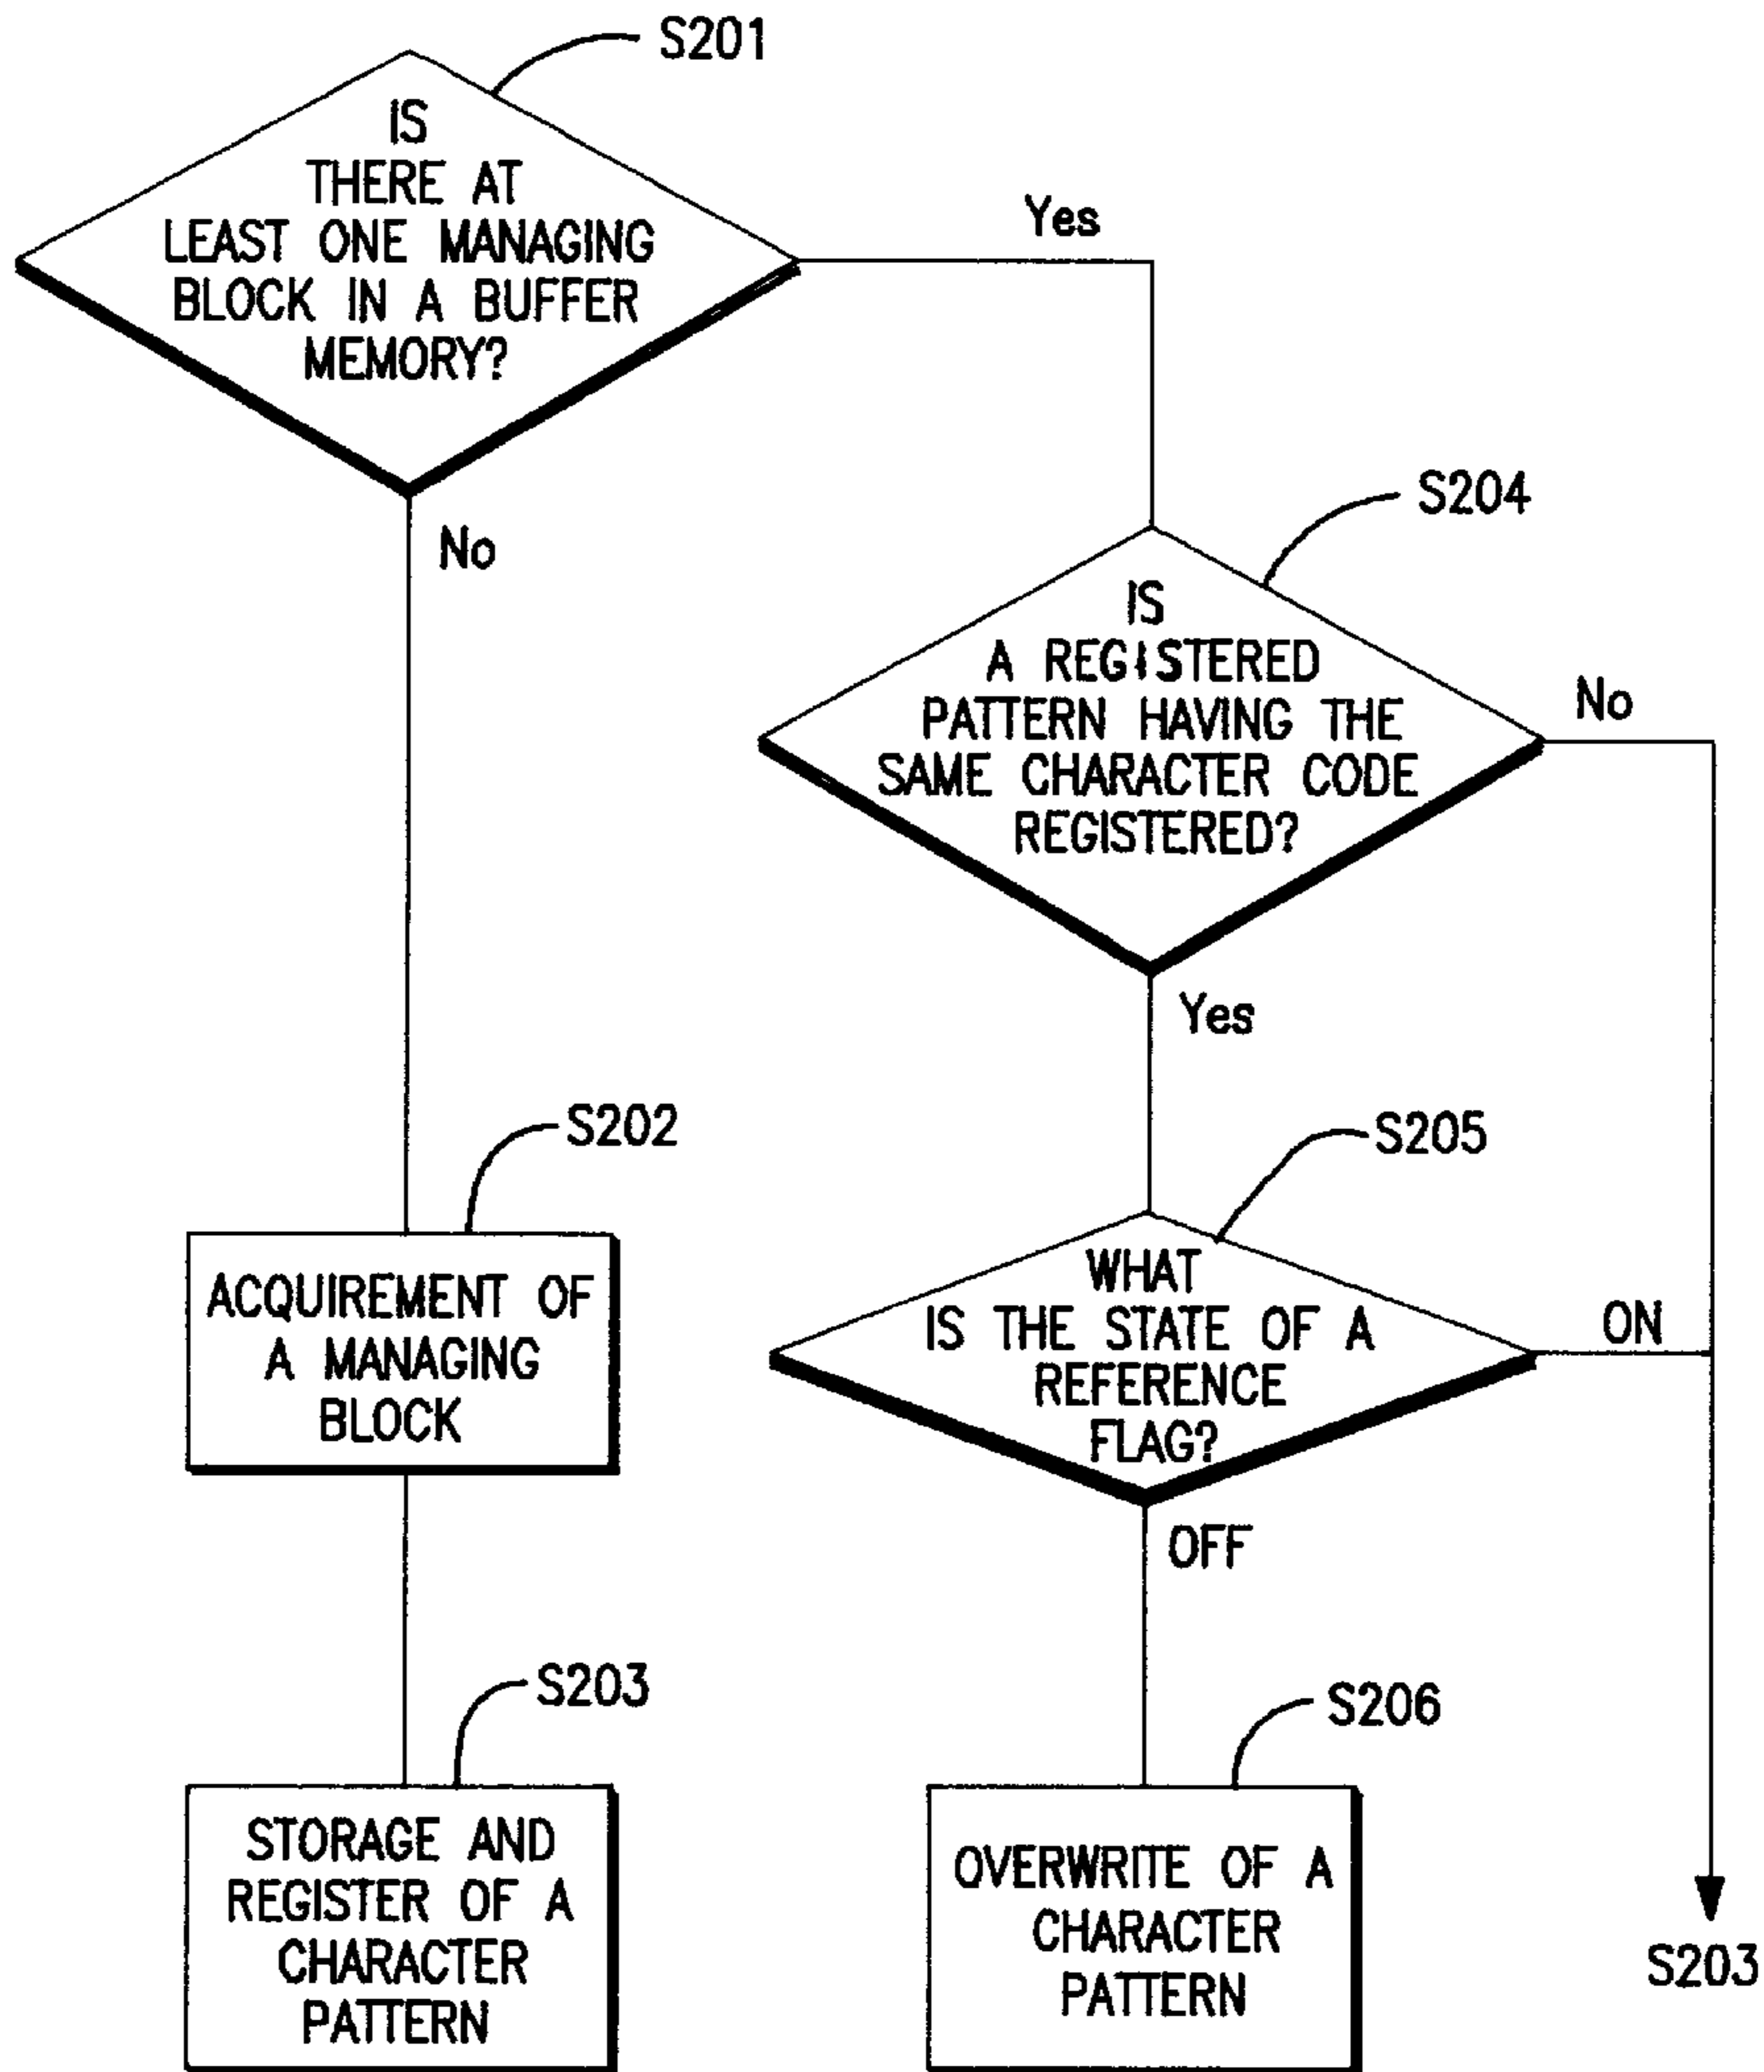 S201
IS
THERE AT
LEAST ONE MANAGING
BLOCK IN A BUFFER
MEMORY?
Yes
No
S204
IS
A REGISTERED
PATTERN HAVING THE
SAME CHARACTER CODE
REGISTERED?
No
Yes
S202
ACQUIREMENT OF
A MANAGING
BLOCK
S205
WHAT
IS THE STATE OF A
REFERENCE
FLAG?
ON
OFF
S203
STORAGE AND
REGISTER OF A
CHARACTER
PATTERN
S206
OVERWRITE OF A
CHARACTER
PATTERN
S203